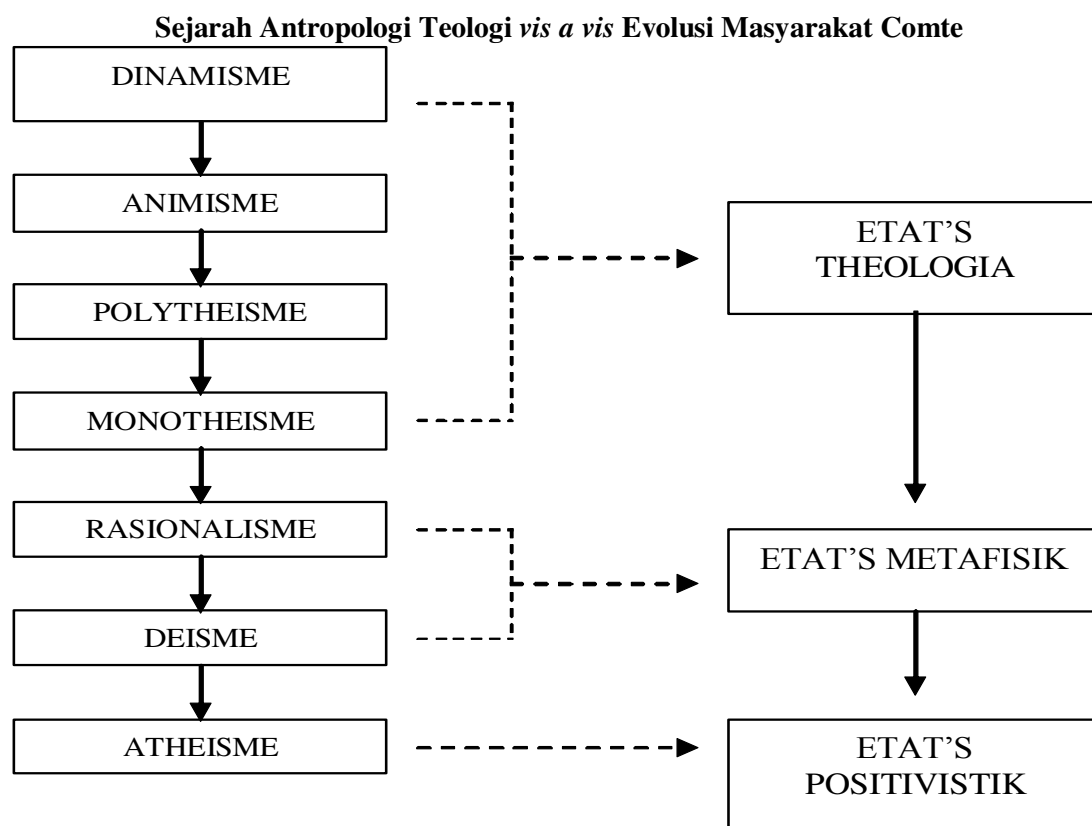 Sejarah Antropologi Teologi vis a vis Evolusi Masyarakat Comte
DINAMISME
ANIMISME
POLYTHEISME
MONOTHEISME
RASIONALISME
DEISME
ATHEISME
ETAT’S
THEOLOGIA
ETAT’S METAFISIK
ETAT’S
POSITIVISTIK